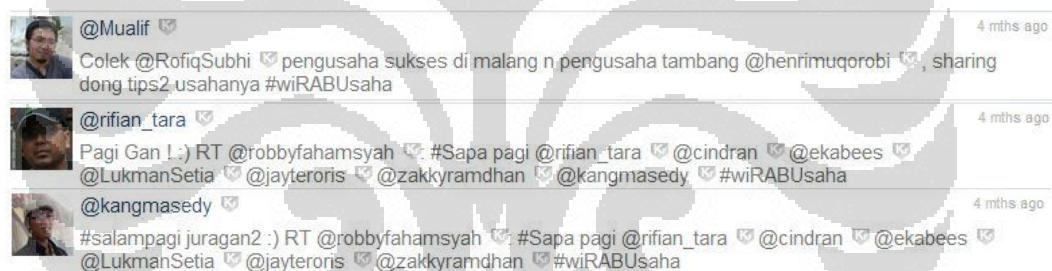 @Mualif
4 mths ago
Colek @RofiqSubhi pengusaha sukses di malang n pengusaha tambang @henrimuqorobi , sharing
dong tips2 usahanya #wiRABUsaha
@rifian_tara
4 mths ago
Pagi Gan ! :) RT @robbyfahamsyah : #Sapa pagi @rifian_tara @cindran @ekabees
@LukmanSetia @jayteroris @zakkyramdhan @kangmasedy #wiRABUsaha
@kangmasedy
4 mths ago
#salampagi juragan2 :) RT @robbyfahamsyah : #Sapa pagi @rifian_tara @cindran @ekabees
@LukmanSetia @jayteroris @zakkyramdhan #wiRABUsaha